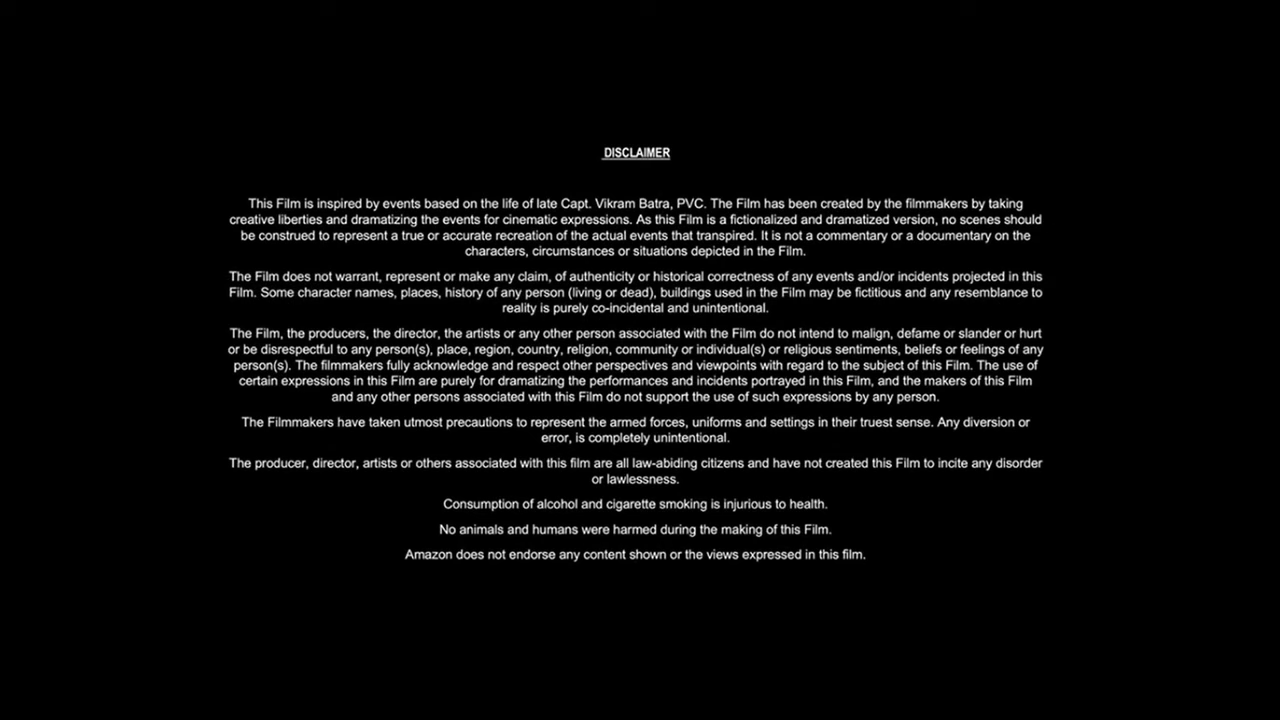 DISCLAIMER
This Film is inspired by events based on the life of late Capt. Vikram Batra, PVC. The Film has been created by the filmmakers by taking
creative liberties and dramatizing the events for cinematic expressions. As this Film is a fictionalized and dramatized version, no scenes should
be construed to represent a true or accurate recreation of the actual events that transpired. It is not a commentary or a documentary on the
characters, circumstances or situations depicted in the Film.
The Film does not warrant, represent or make any claim, of authenticity or historical correctness of any events and/or incidents projected in this
Film. Some character names, places, history of any person (living or dead), buildings used in the Film may be fictitious and any resemblance to
reality is purely co-incidental and unintentional.
The Film, the producers, the director, the artists or any other person associated with the Film do not intend to malign, defame or slander or hurt
or be disrespectful to any person(s), place, region, country, religion, community or individual(s) or religious sentiments, beliefs or feelings of any
person(s). The filmmakers fully acknowledge and respect other perspectives and viewpoints with regard to the subject of this Film. The use of
certain expressions in this Film are purely for dramatizing the performances and incidents portrayed in this Film, and the makers of this Film
and any other persons associated with this Film do not support the use of such expressions by any person.
The Filmmakers have taken utmost precautions to represent the armed forces, uniforms and settings in their truest sense. Any diversion or
error, is completely unintentional.
The producer, director, artists or others associated with this film are all law-abiding citizens and have not created this Film to incite any disorder
or lawlessness.
Consumption of alcohol and cigarette smoking is injurious to health.
No animals and humans were harmed during the making of this Film.
Amazon does not endorse any content shown or the views expressed in this film.